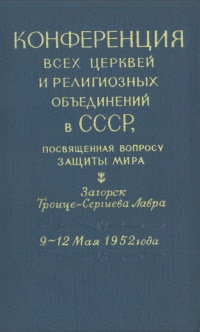 КОНФЕРЕНЦИЯ
ВСЕХ ЦЕРКВЕЙ
И РЕЛИГИОЗНЫХ
ОБЪЕДИНЕНИЙ
В СССР,
ПОСВЯЩЕННАЯ ВОПРОСУ
ЗАЩИТЫ МИРА
Загорск
Троице-Сергиева Лавра
9-12 Мая 1952 года